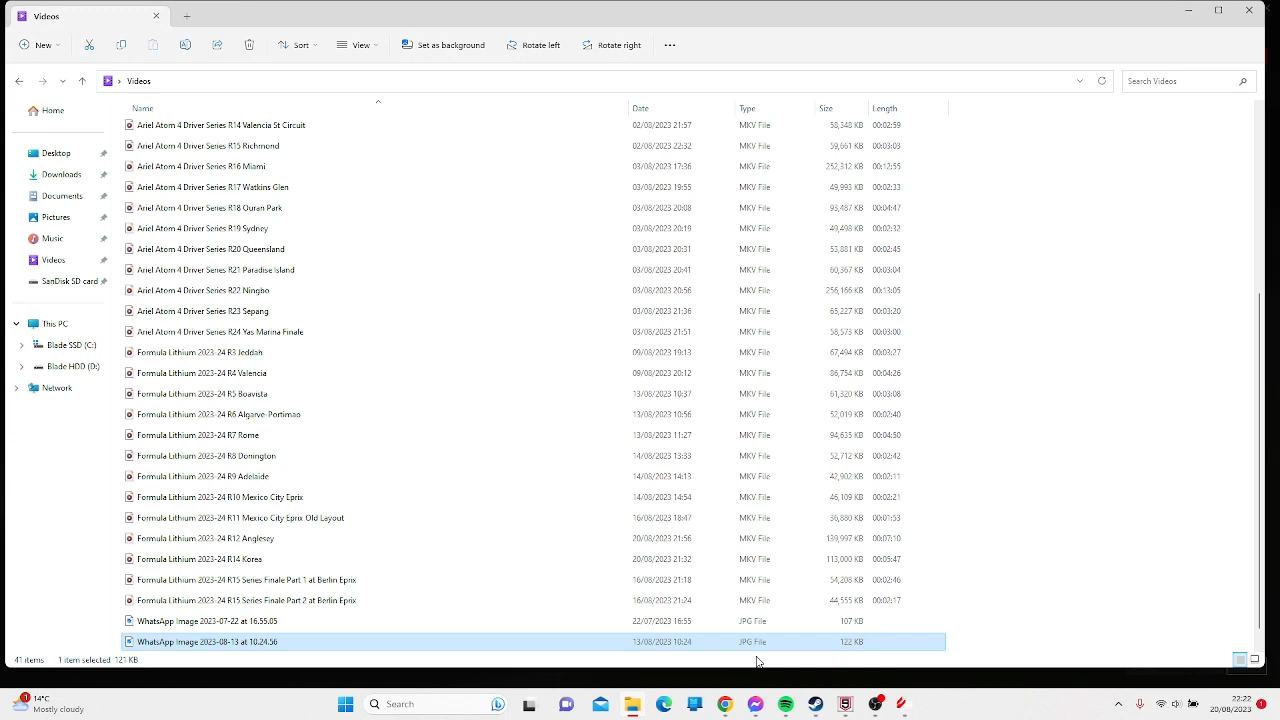 Videos
New
Sort
View
Set as background
Rotate left
Rotate right
Videos
Search Videos
Name Date Type Size Length
Home
Desktop
Downloads
Documents
Pictures
Music
Videos
SanDisk SD card
This PC
Blade SSD (C:)
Blade HDD (D:)
Network
Ariel Atom 4 Driver Series R14 Valencia St Circuit 02/08/2023 21:57 MKV File 58,348 KB 00:02:59
Ariel Atom 4 Driver Series R15 Richmond 02/08/2023 22:32 MKV File 59,661 KB 00:03:03
Ariel Atom 4 Driver Series R16 Miami 03/08/2023 17:36 MKV File 252,312 KB 00:12:55
Ariel Atom 4 Driver Series R17 Watkins Glen 03/08/2023 19:55 MKV File 49,993 KB 00:02:33
Ariel Atom 4 Driver Series R18 Ouran Park 03/08/2023 20:08 MKV File 93,487 KB 00:04:47
Ariel Atom 4 Driver Series R19 Sydney 03/08/2023 20:19 MKV File 49,498 KB 00:02:32
Ariel Atom 4 Driver Series R20 Queensland 03/08/2023 20:31 MKV File 53,881 KB 00:02:45
Ariel Atom 4 Driver Series R21 Paradise Island 03/08/2023 20:41 MKV File 60,367 KB 00:03:04
Ariel Atom 4 Driver Series R22 Ningbo 03/08/2023 20:56 MKV File 256,166 KB 00:13:05
Ariel Atom 4 Driver Series R23 Sepang 03/08/2023 21:36 MKV File 65,227 KB 00:03:20
Ariel Atom 4 Driver Series R24 Yas Marina Finale 03/08/2023 21:51 MKV File 58,573 KB 00:03:00
Formula Lithium 2023-24 R3 Jeddah 09/08/2023 19:13 MKV File 67,494 KB 00:03:27
Formula Lithium 2023-24 R4 Valencia 09/08/2023 20:12 MKV File 86,754 KB 00:04:26
Formula Lithium 2023-24 R5 Boavista 13/08/2023 10:37 MKV File 61,320 KB 00:03:08
Formula Lithium 2023-24 R6 Algarve-Portimao 13/08/2023 10:56 MKV File 52,019 KB 00:02:40
Formula Lithium 2023-24 R7 Rome 13/08/2023 11:27 MKV File 94,635 KB 00:04:50
Formula Lithium 2023-24 R8 Donington 14/08/2023 13:33 MKV File 52,712 KB 00:02:42
Formula Lithium 2023-24 R9 Adelaide 14/08/2023 14:13 MKV File 42,902 KB 00:02:11
Formula Lithium 2023-24 R10 Mexico City Eprix 14/08/2023 14:54 MKV File 46,109 KB 00:02:21
Formula Lithium 2023-24 R11 Mexico City Eprix Old Layout 16/08/2023 18:47 MKV File 36,880 KB 00:01:53
Formula Lithium 2023-24 R12 Anglesey 20/08/2023 21:56 MKV File 139,997 KB 00:07:10
Formula Lithium 2023-24 R14 Korea 20/08/2023 21:32 MKV File 113,000 KB 00:05:47
Formula Lithium 2023-24 R15 Series Finale Part 1 at Berlin Eprix 16/08/2023 21:18 MKV File 54,208 KB 00:02:46
Formula Lithium 2023-24 R15 Series Finale Part 2 at Berlin Eprix 16/08/2023 21:24 MKV File 44,555 KB 00:02:17
WhatsApp Image 2023-07-22 at 16.55.05 22/07/2023 16:55 JPG File 107 KB
WhatsApp Image 2023-08-13 at 10.24.56 13/08/2023 10:24 JPG File 122 KB
41 items 1 item selected 121 KB
1
14°C
Mostly cloudy
Search
22:22
20/08/2023
1